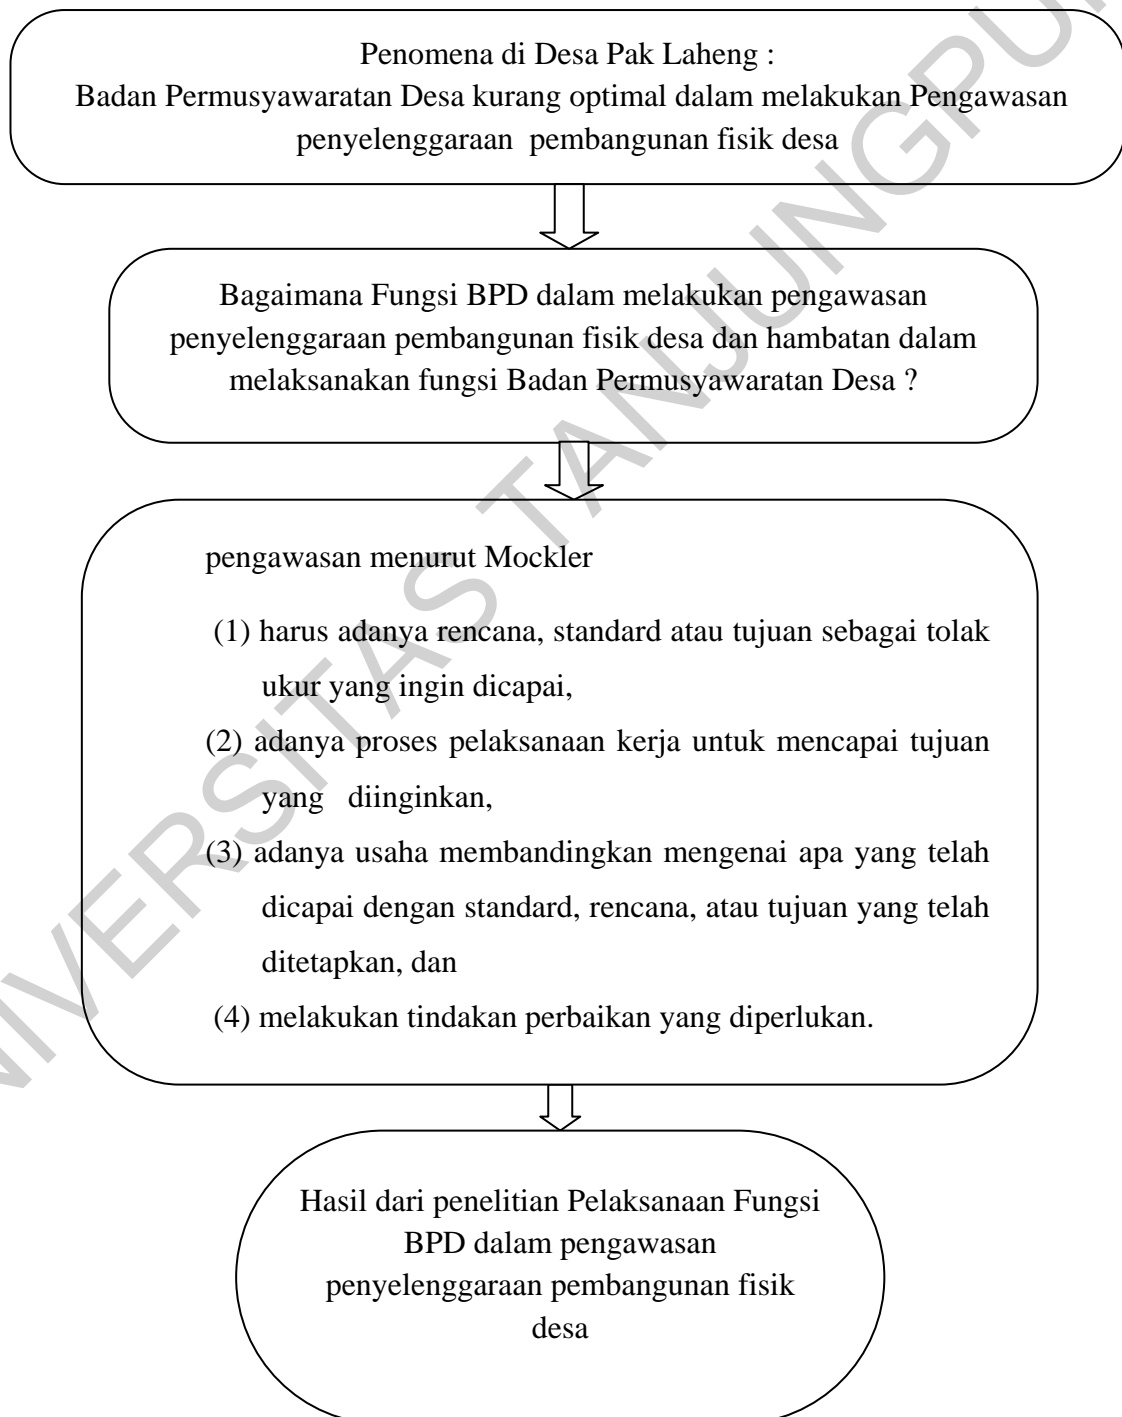 Penomena di Desa Pak Laheng :
Badan Permusyawaratan Desa kurang optimal dalam melakukan Pengawasan
penyelenggaraan pembangunan fisik desa
Bagaimana Fungsi BPD dalam melakukan pengawasan
penyelenggaraan pembangunan fisik desa dan hambatan dalam
melaksanakan fungsi Badan Permusyawaratan Desa ?
pengawasan menurut Mockler
(1) harus adanya rencana, standard atau tujuan sebagai tolak
ukur yang ingin dicapai,
(2) adanya proses pelaksanaan kerja untuk mencapai tujuan
yang diinginkan,
(3) adanya usaha membandingkan mengenai apa yang telah
dicapai dengan standard, rencana, atau tujuan yang telah
ditetapkan, dan
(4) melakukan tindakan perbaikan yang diperlukan.
Hasil dari penelitian Pelaksanaan Fungsi
BPD dalam pengawasan
penyelenggaraan pembangunan fisik
desa
NIVERSITAS TANJUNGPU